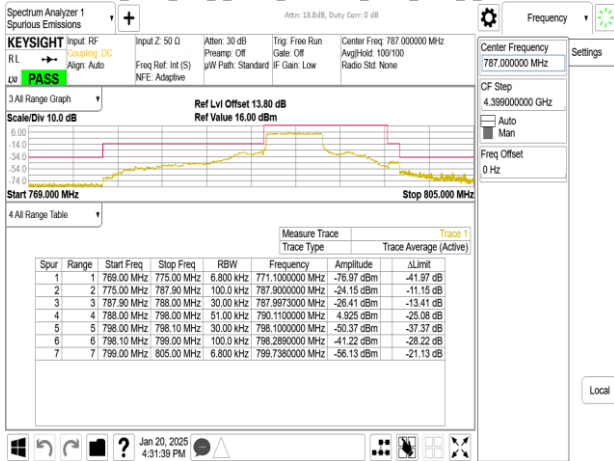 Spectrum Analyzer 1
Spurious Emissions
Attn: 13.8dB, Duty Corr: 0 dB
Frequency
KEYSIGHT
RL
LXI PASS
Input: RF
Coupling: DC
Align: Auto
Input Z: 50 Ω
Freq Ref: Int (S)
NFE: Adaptive
Atten: 30 dB
Preamp: Off
µW Path: Standard
Trig: Free Run
Gate: Off
IF Gain: Low
Center Freq: 787.000000 MHz
Avg|Hold: 100/100
Radio Std: None
Center Frequency
787.000000 MHz
Settings
CF Step
4.399000000 GHz
Auto
Man
Freq Offset
0 Hz
3 All Range Graph
Scale/Div 10.0 dB
Ref Lvl Offset 13.80 dB
Ref Value 16.00 dBm
6.00
-14.0
-34.0
-54.0
-74.0
Start 769.000 MHz
Stop 805.000 MHz
4 All Range Table
Measure Trace Trace 1
Trace Type Trace Average (Active)
Spur Range Start Freq Stop Freq RBW Frequency Amplitude ΔLimit
1 1 769.00 MHz 775.00 MHz 6.800 kHz 771.1000000 MHz -76.97 dBm -41.97 dB
2 2 775.00 MHz 787.90 MHz 100.0 kHz 787.9000000 MHz -24.15 dBm -11.15 dB
3 3 787.90 MHz 788.00 MHz 30.00 kHz 787.9973000 MHz -26.41 dBm -13.41 dB
4 4 788.00 MHz 798.00 MHz 51.00 kHz 790.1100000 MHz 4.925 dBm -25.08 dB
5 5 798.00 MHz 798.10 MHz 30.00 kHz 798.1000000 MHz -50.37 dBm -37.37 dB
6 6 798.10 MHz 799.00 MHz 100.0 kHz 798.2890000 MHz -41.22 dBm -28.22 dB
7 7 799.00 MHz 805.00 MHz 6.800 kHz 799.7380000 MHz -56.13 dBm -21.13 dB
Local
Jan 20, 2025
4:31:39 PM